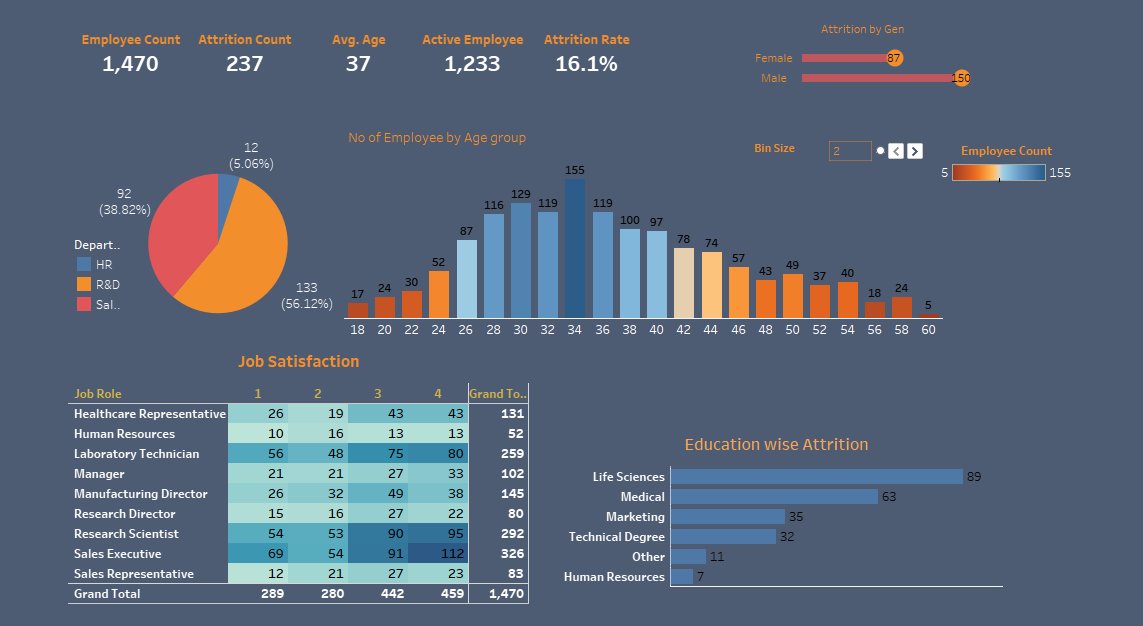 Employee Count Attrition Count Avg. Age Active Employee Attrition Rate
1,470 237 37 1,233 16.1%
Attrition by Gen
Female 87
Male 150
No of Employee by Age group
Bin Size 2
Employee Count
5 155
12
(5.06%)
92
(38.82%)
133
(56.12%)
Depart..
HR
R&D
Sal..
17 24 30 52 87 116 129 119 155 119 100 97 78 74 57 43 49 37 40 18 24 5
18 20 22 24 26 28 30 32 34 36 38 40 42 44 46 48 50 52 54 56 58 60
Job Satisfaction
Job Role 1 2 3 4 Grand To..
Healthcare Representative 26 19 43 43 131
Human Resources 10 16 13 13 52
Laboratory Technician 56 48 75 80 259
Manager 21 21 27 33 102
Manufacturing Director 26 32 49 38 145
Research Director 15 16 27 22 80
Research Scientist 54 53 90 95 292
Sales Executive 69 54 91 112 326
Sales Representative 12 21 27 23 83
Grand Total 289 280 442 459 1,470
Education wise Attrition
Life Sciences 89
Medical 63
Marketing 35
Technical Degree 32
Other 11
Human Resources 7